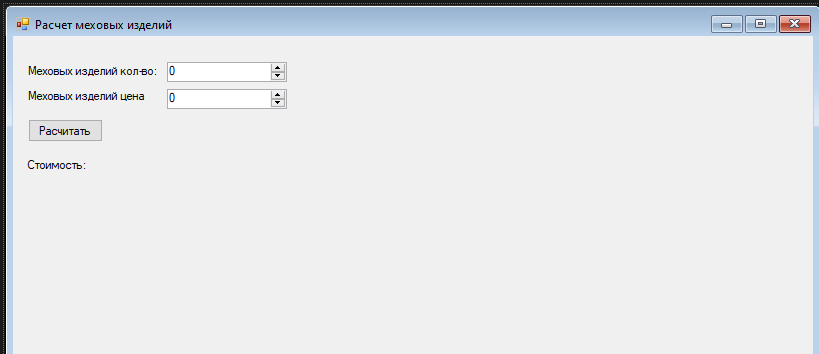 Расчет меховых изделий
Меховых изделий кол-во: 0
Меховых изделий цена 0
Расчитать
Стоимость: